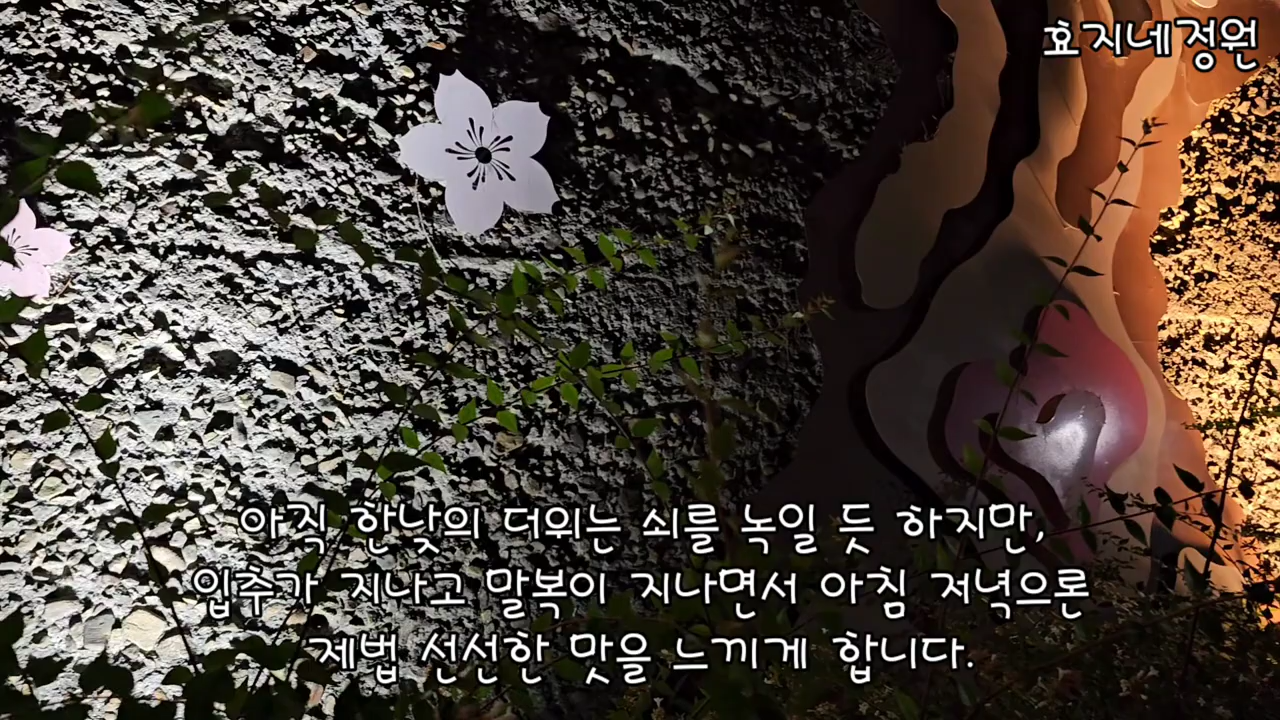 효지네정원
아직 한낮의 더위는 쇠를 녹일 듯 하지만,
입추가 지나고 말복이 지나면서 아침 저녁으론
제법 선선한 맛을 느끼게 합니다.